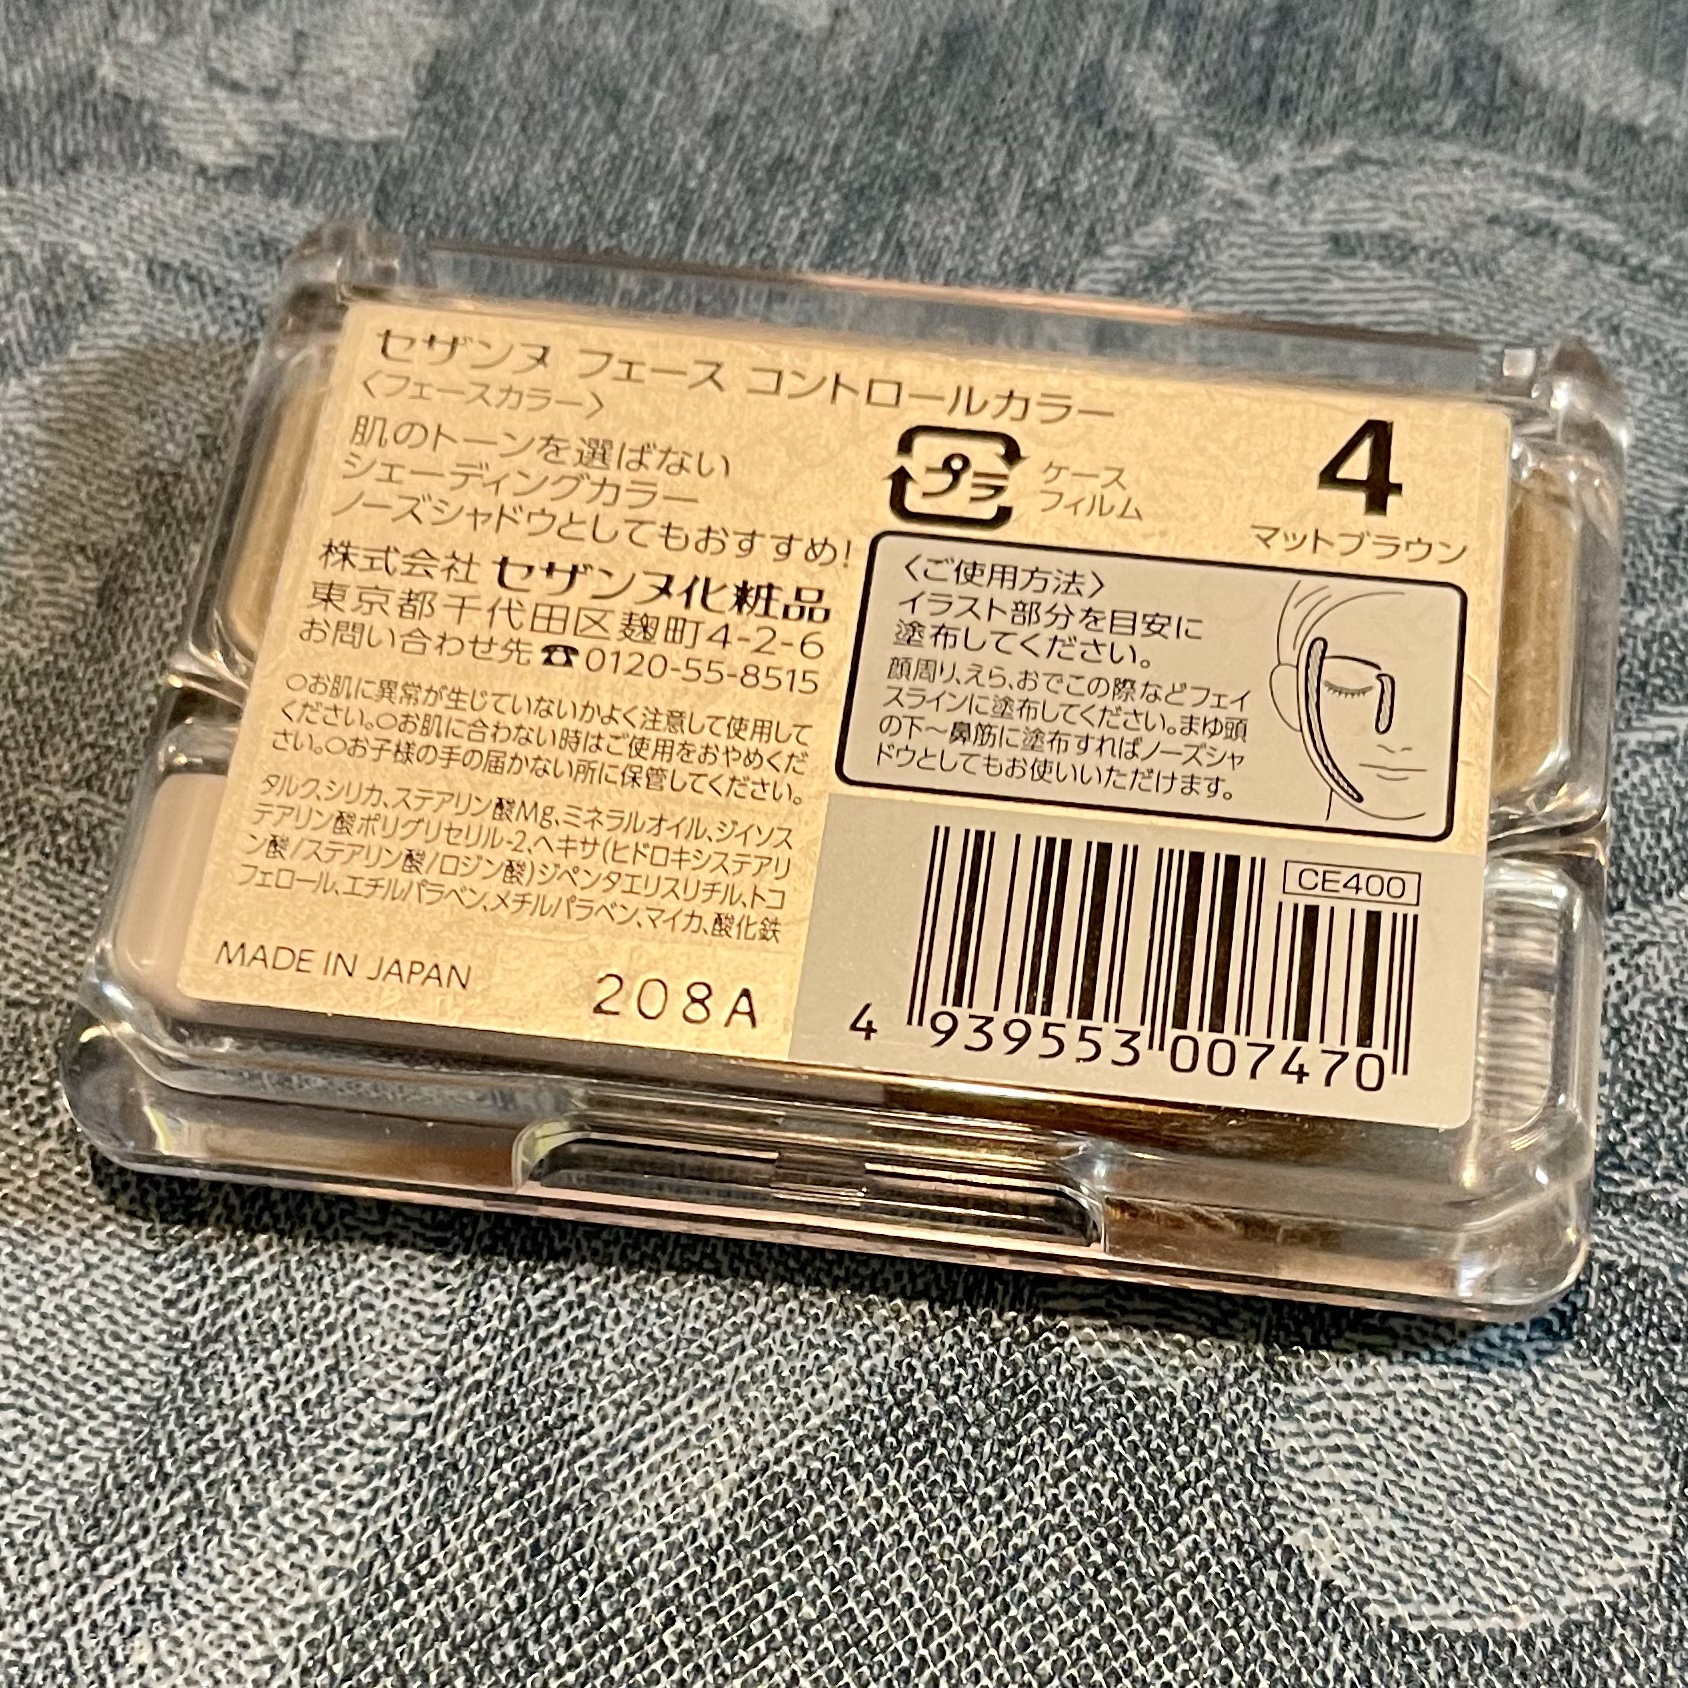 セザンヌ フェース コントロールカラー
〈フェースカラー〉
肌のトーンを選ばない
シェーディングカラー
ノーズシャドウとしてもおすすめ!
株式会社 セザンヌ化粧品
東京都千代田区麹町4-2-6
お問い合わせ先☎0120-55-8515
○お肌に異常が生じていないかよく注意して使用して
ください。○お肌に合わない時はご使用をおやめくだ
さい。○お子様の手の届かない所に保管してください。
タルク、シリカ、ステアリン酸Mg、ミネラルオイル、ジイソス
テアリン酸ポリグリセリル-2、ヘキサ(ヒドロキシステアリ
ン酸/ステアリン酸/ロジン酸)ジペンタエリスリチル、トコ
フェロール、エチルパラベン、メチルパラベン、マイカ、酸化鉄
MADE IN JAPAN
208A
プラ
ケース
フィルム
4
マットブラウン
〈ご使用方法〉
イラスト部分を目安に
塗布してください。
顔周り、えら、おでこの際などフェイ
スラインに塗布してください。まゆ頭
の下〜鼻筋に塗布すればノーズシャ
ドウとしてもお使いいただけます。
CE400
4 939553 007470